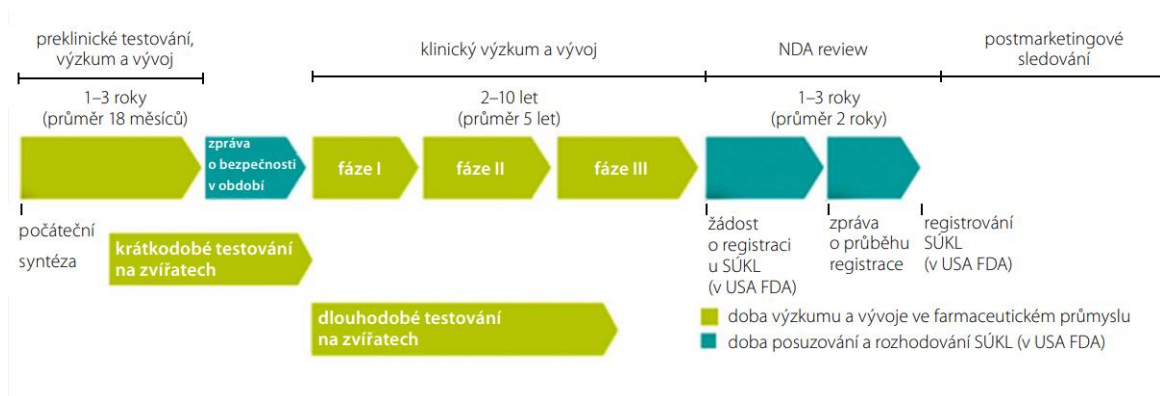 preklinické testování,
výzkum a vývoj
klinický výzkum a vývoj
NDA review
postmarketingové
sledování
1–3 roky
(průměr 18 měsíců)
2–10 let
(průměr 5 let)
1–3 roky
(průměr 2 roky)
zpráva
o bezpečnosti
v období
fáze I
fáze II
fáze III
počáteční
syntéza
krátkodobé testování
na zvířatech
žádost
o registraci
u SÚKL
(v USA FDA)
zpráva
o průběhu
registrace
registrování
SÚKL
(v USA FDA)
dlouhodobé testování
na zvířatech
doba výzkumu a vývoje ve farmaceutickém průmyslu
doba posuzování a rozhodování SÚKL (v USA FDA)